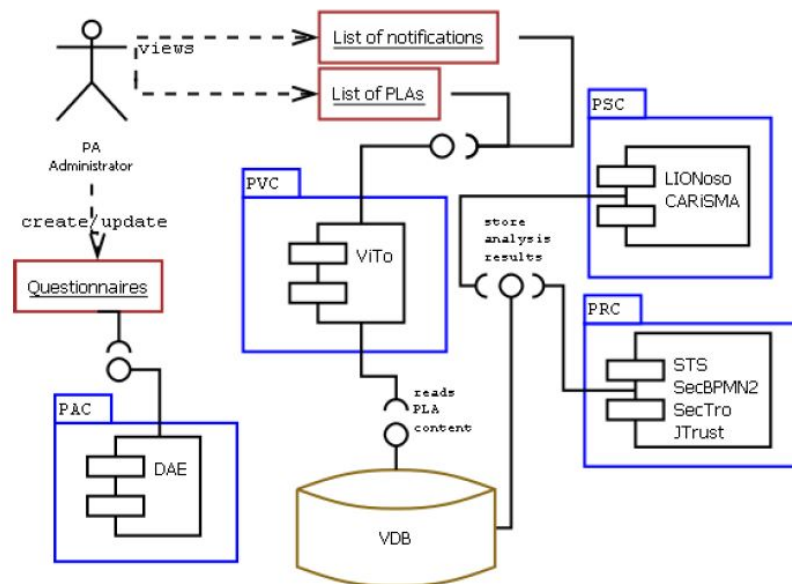 views
List of notifications
List of PLAs
PA
Administrator
create/update
Questionnaires
PAC
DAE
PVC
ViTo
reads
PLA
content
VDB
store
analysis
results
PSC
LIONoso
CARiSMA
PRC
STS
SecBPMN2
SecTro
JTrust